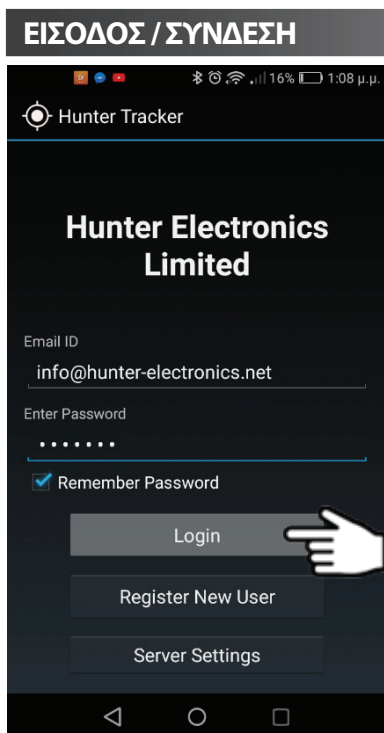 ΕΙΣΟΔΟΣ / ΣΥΝΔΕΣΗ
16% 1:08 μ.μ.
Hunter Tracker
Hunter Electronics
Limited
Email ID
info@hunter-electronics.net
Enter Password
•••••••
Remember Password
Login
Register New User
Server Settings